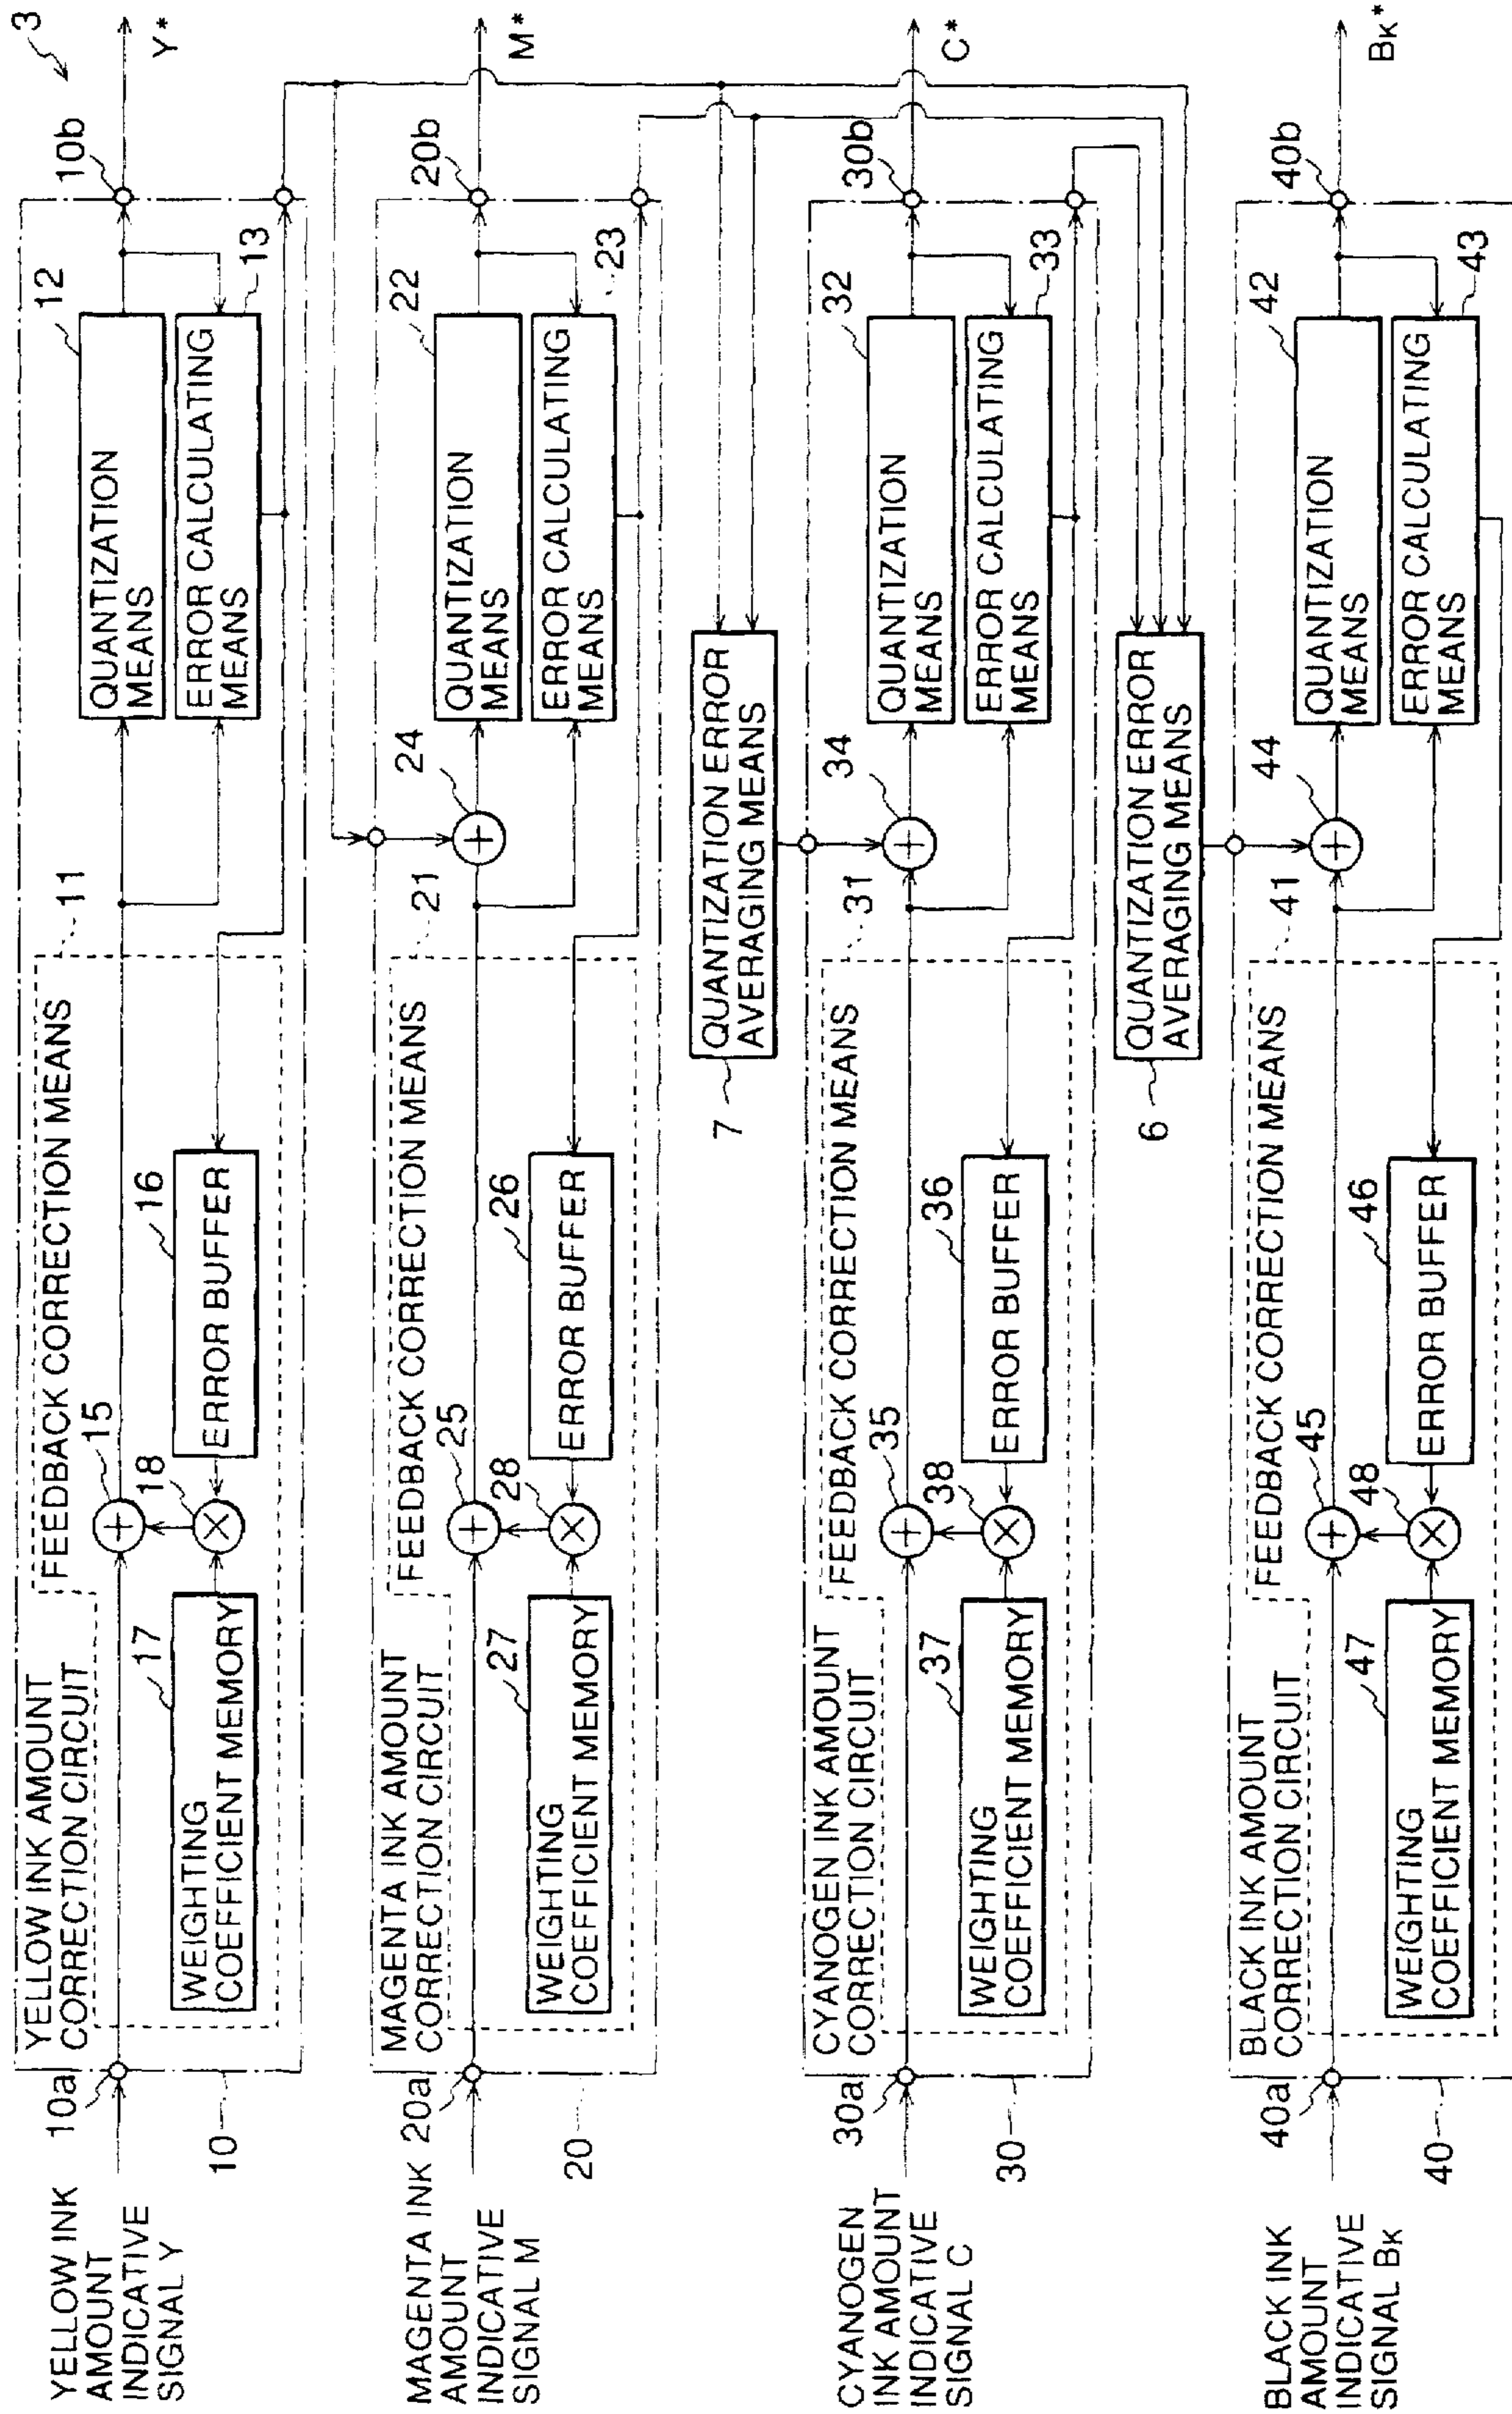 3
YELLOW INK
AMOUNT
INDICATIVE
SIGNAL Y
10a
10
YELLOW INK AMOUNT
CORRECTION CIRCUIT
FEEDBACK CORRECTION MEANS
11
15
18
17
16
WEIGHTING
COEFFICIENT MEMORY
ERROR BUFFER
12
QUANTIZATION
MEANS
13
ERROR CALCULATING
MEANS
10b
Y*
MAGENTA INK
AMOUNT
INDICATIVE
SIGNAL M
20a
20
MAGENTA INK AMOUNT
CORRECTION CIRCUIT
FEEDBACK CORRECTION MEANS
21
24
25
28
27
26
WEIGHTING
COEFFICIENT MEMORY
ERROR BUFFER
22
QUANTIZATION
MEANS
23
ERROR CALCULATING
MEANS
20b
M*
7
QUANTIZATION ERROR
AVERAGING MEANS
CYANOGEN
INK AMOUNT
INDICATIVE
SIGNAL C
30a
30
CYANOGEN INK AMOUNT
CORRECTION CIRCUIT
FEEDBACK CORRECTION MEANS
31
34
35
38
37
36
WEIGHTING
COEFFICIENT MEMORY
ERROR BUFFER
32
QUANTIZATION
MEANS
33
ERROR CALCULATING
MEANS
30b
C*
6
QUANTIZATION ERROR
AVERAGING MEANS
BLACK INK
AMOUNT
INDICATIVE
SIGNAL BK
40a
40
BLACK INK AMOUNT
CORRECTION CIRCUIT
FEEDBACK CORRECTION MEANS
41
44
45
48
47
46
WEIGHTING
COEFFICIENT MEMORY
ERROR BUFFER
42
QUANTIZATION
MEANS
43
ERROR CALCULATING
MEANS
40b
BK*